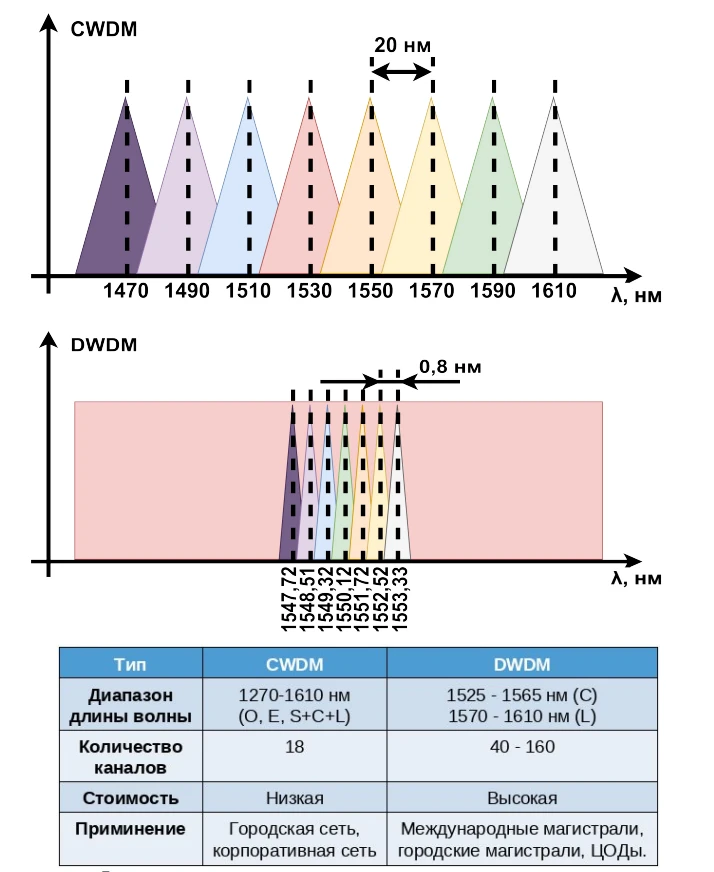 CWDM
20 нм
1470 1490 1510 1530 1550 1570 1590 1610
λ, нм
DWDM
0,8 нм
λ, нм
1547,72
1548,51
1549,32
1550,12
1551,72
1552,52
1553,33
Тип CWDM DWDM
Диапазон длины волны
1270-1610 нм
(O, E, S+C+L)
1525 - 1565 нм (C)
1570 - 1610 нм (L)
Количество каналов
18
40 - 160
Стоимость Низкая Высокая
Приминение
Городская сеть,
корпоративная сеть
Международные магистрали,
городские магистрали, ЦОДы.